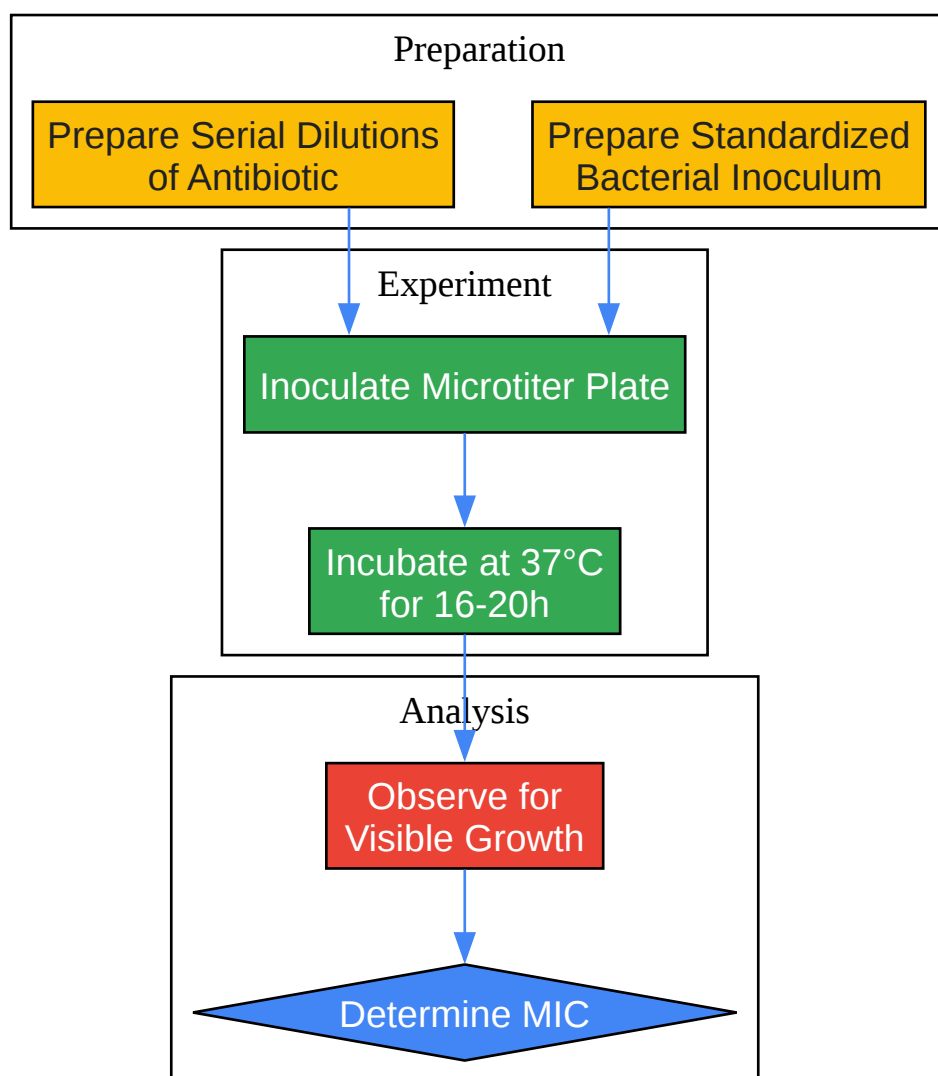 Preparation
Prepare Serial Dilutions
of Antibiotic
Prepare Standardized
Bacterial Inoculum
Experiment
Inoculate Microtiter Plate
Incubate at 37°C
for 16-20h
Analysis
Observe for
Visible Growth
Determine MIC